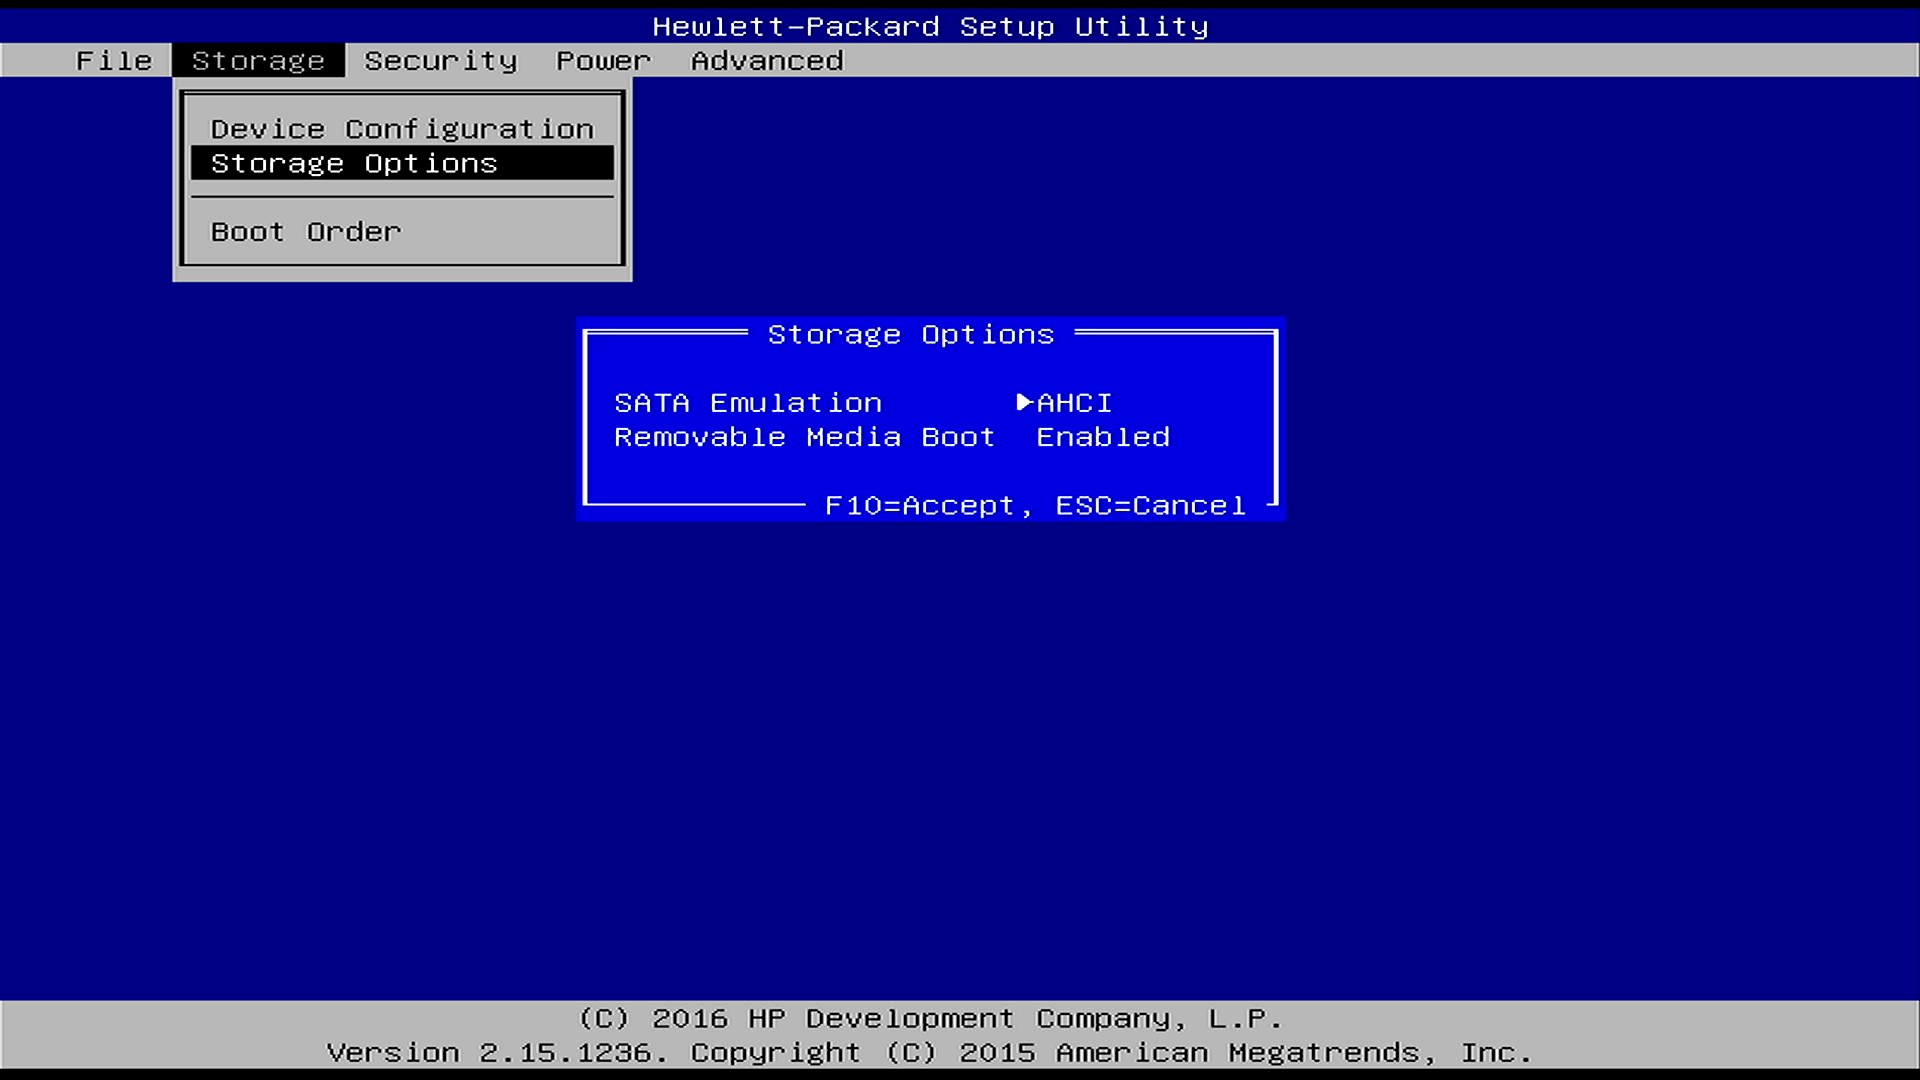 Hewlett-Packard Setup Utility
File Storage Security Power Advanced
Device Configuration
Storage Options
Boot Order
Storage Options
SATA Emulation ▶AHCI
Removable Media Boot Enabled
F10=Accept, ESC=Cancel
(C) 2016 HP Development Company, L.P.
Version 2.15.1236. Copyright (C) 2015 American Megatrends, Inc.